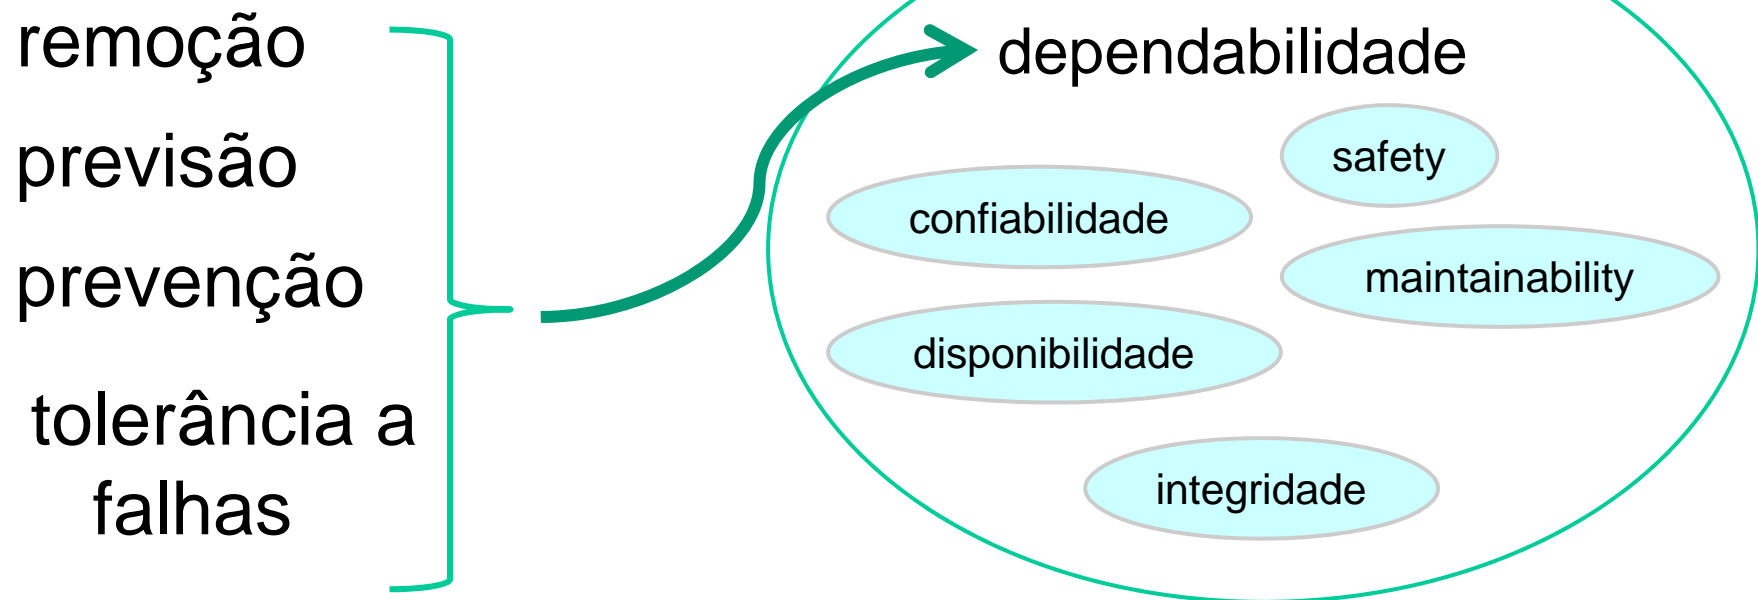 remoção
previsão
prevenção
tolerância a
falhas
dependabilidade
safety
confiabilidade
maintainability
disponibilidade
integridade